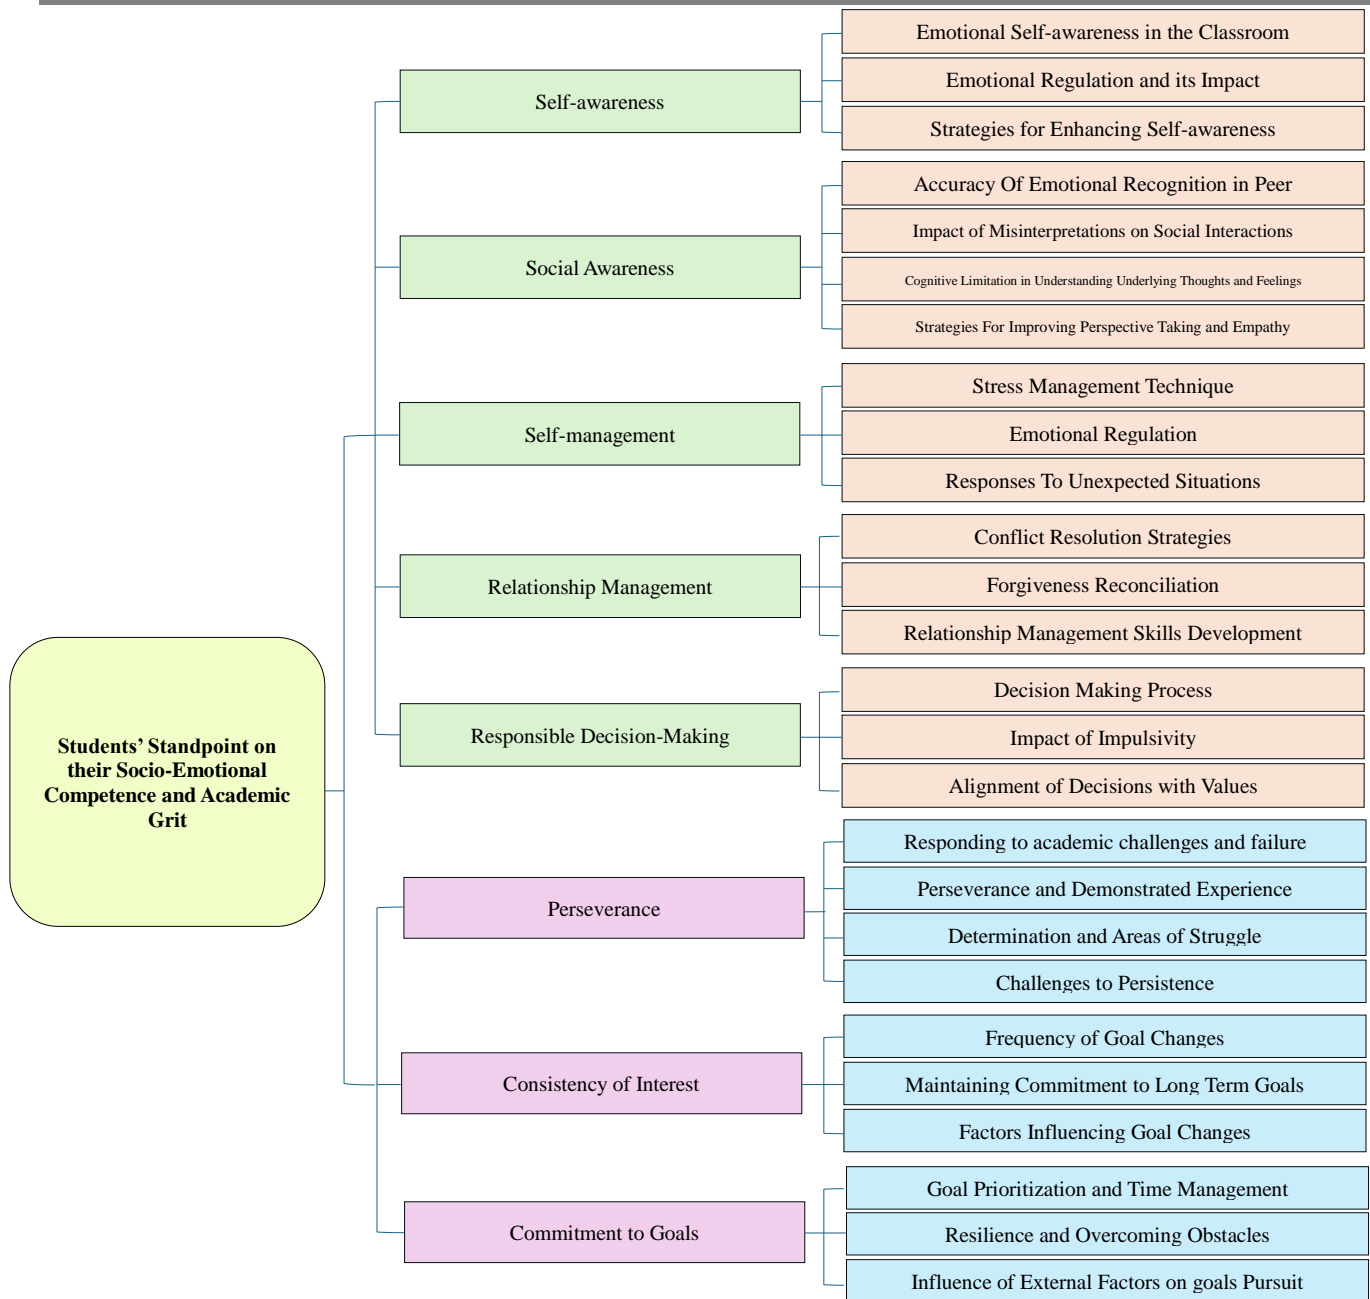 Students' Standpoint on
their Socio-Emotional
Competence and Academic
Grit
Self-awareness
Emotional Self-awareness in the Classroom
Emotional Regulation and its Impact
Strategies for Enhancing Self-awareness
Social Awareness
Accuracy Of Emotional Recognition in Peer
Impact of Misinterpretations on Social Interactions
Cognitive Limitation in Understanding Underlying Thoughts and Feelings
Strategies For Improving Perspective Taking and Empathy
Self-management
Stress Management Technique
Emotional Regulation
Responses To Unexpected Situations
Relationship Management
Conflict Resolution Strategies
Forgiveness Reconciliation
Relationship Management Skills Development
Responsible Decision-Making
Decision Making Process
Impact of Impulsivity
Alignment of Decisions with Values
Perseverance
Responding to academic challenges and failure
Perseverance and Demonstrated Experience
Determination and Areas of Struggle
Challenges to Persistence
Consistency of Interest
Frequency of Goal Changes
Maintaining Commitment to Long Term Goals
Factors Influencing Goal Changes
Commitment to Goals
Goal Prioritization and Time Management
Resilience and Overcoming Obstacles
Influence of External Factors on goals Pursuit